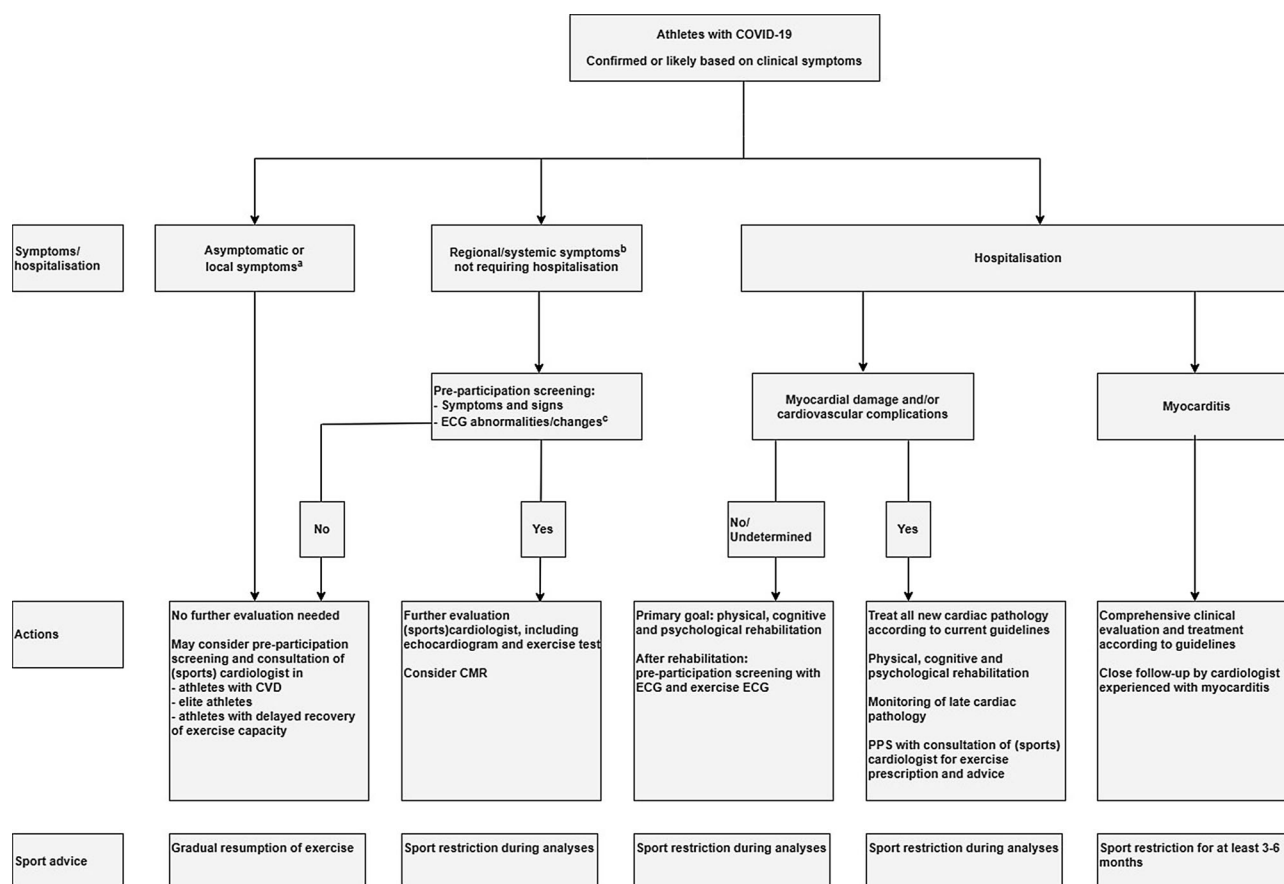 Athletes with COVID-19
Confirmed or likely based on clinical symptoms
Symptoms/
hospitalisation
Asymptomatic or
local symptomsᵃ
Regional/systemic symptomsᵇ
not requiring hospitalisation
Hospitalisation
Pre-participation screening:
- Symptoms and signs
- ECG abnormalities/changesᶜ
Myocardial damage and/or
cardiovascular complications
Myocarditis
No
Yes
No/
Undetermined
Yes
Actions
No further evaluation needed
May consider pre-participation
screening and consultation of
(sports) cardiologist in
- athletes with CVD
- elite athletes
- athletes with delayed recovery
of exercise capacity
Further evaluation
(sports)cardiologist, including
echocardiogram and exercise test
Consider CMR
Primary goal: physical, cognitive
and psychological rehabilitation
After rehabilitation:
pre-participation screening with
ECG and exercise ECG
Treat all new cardiac pathology
according to current guidelines
Physical, cognitive and
psychological rehabilitation
Monitoring of late cardiac
pathology
PPS with consultation of (sports)
cardiologist for exercise
prescription and advice
Comprehensive clinical
evaluation and treatment
according to guidelines
Close follow-up by cardiologist
experienced with myocarditis
Sport advice
Gradual resumption of exercise
Sport restriction during analyses
Sport restriction during analyses
Sport restriction during analyses
Sport restriction for at least 3-6
months